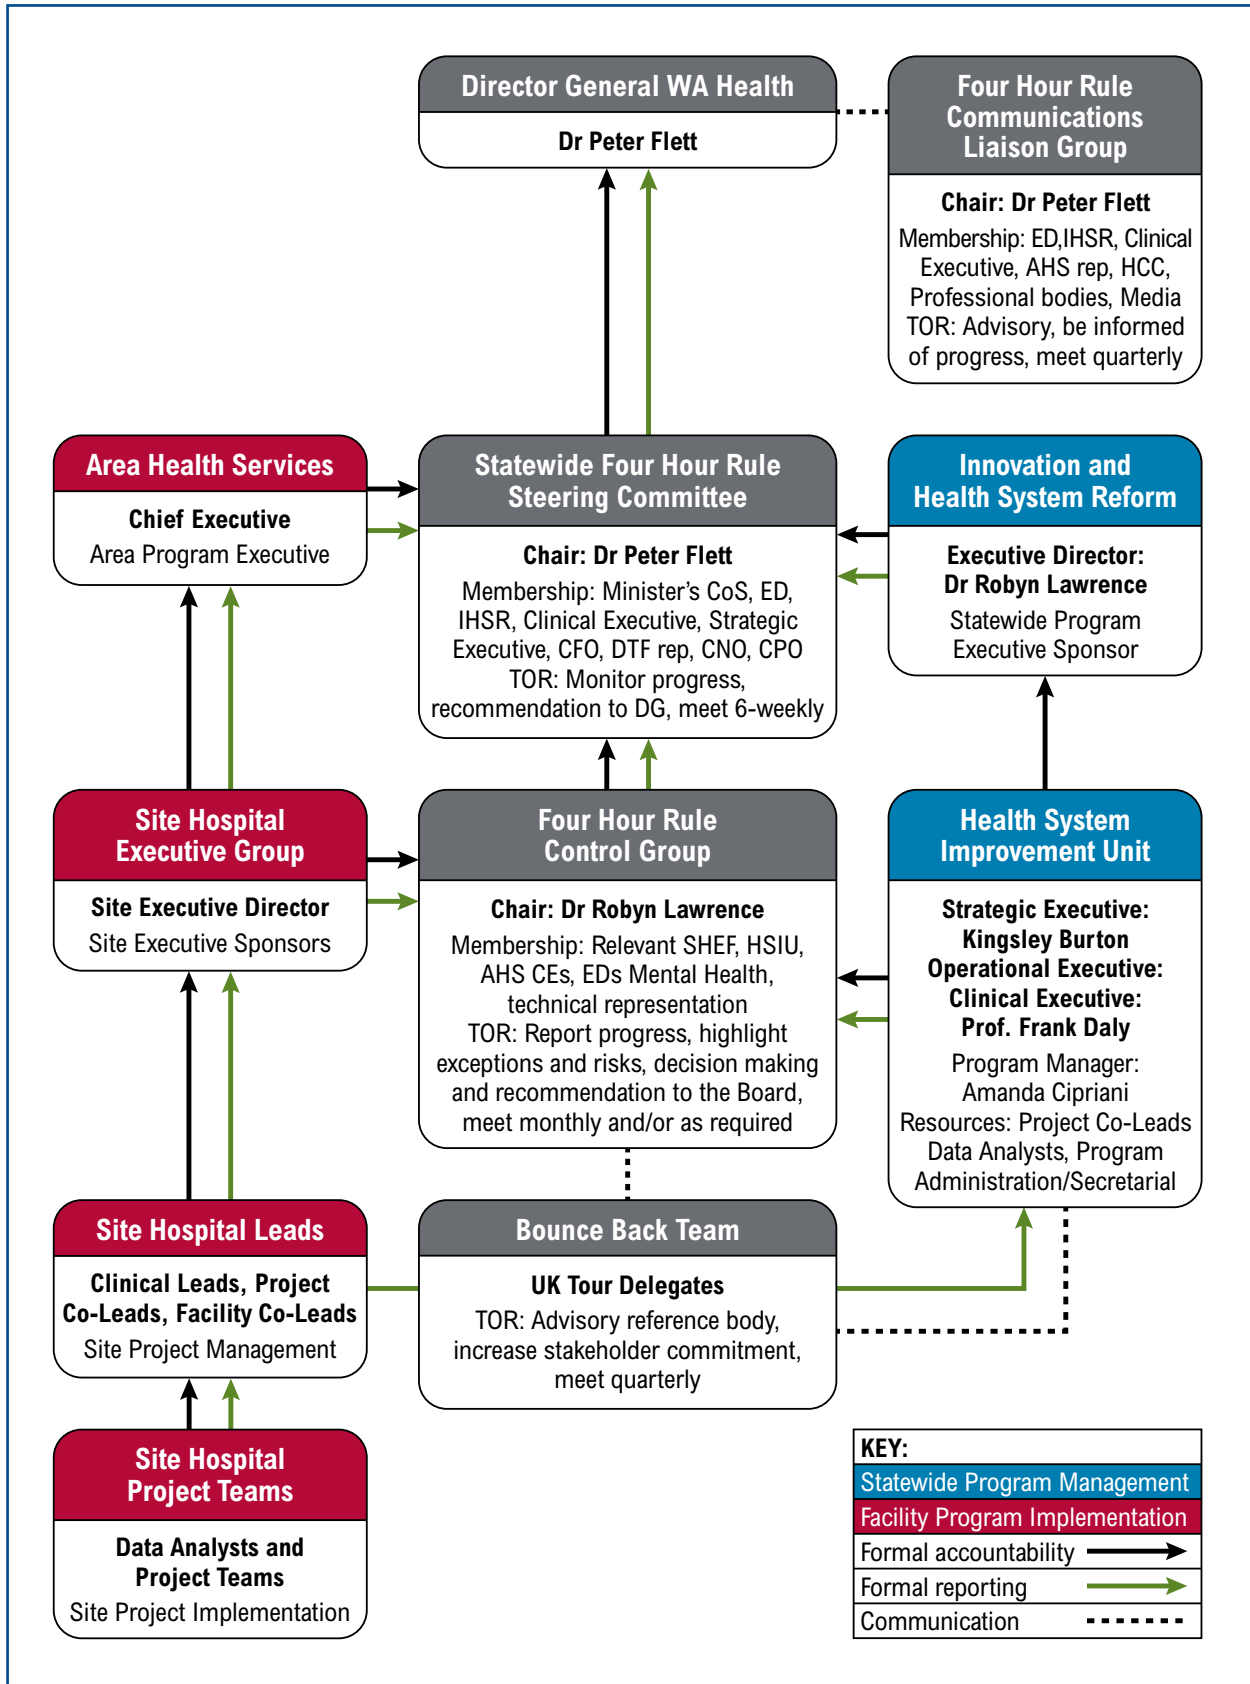 Director General WA Health
Dr Peter Flett
Four Hour Rule
Communications
Liaison Group
Chair: Dr Peter Flett
Membership: ED,IHSR, Clinical
Executive, AHS rep, HCC,
Professional bodies, Media
TOR: Advisory, be informed
of progress, meet quarterly
Area Health Services
Chief Executive
Area Program Executive
Statewide Four Hour Rule
Steering Committee
Chair: Dr Peter Flett
Membership: Minister’s CoS, ED,
IHSR, Clinical Executive, Strategic
Executive, CFO, DTF rep, CNO, CPO
TOR: Monitor progress,
recommendation to DG, meet 6-weekly
Innovation and
Health System Reform
Executive Director:
Dr Robyn Lawrence
Statewide Program
Executive Sponsor
Site Hospital
Executive Group
Site Executive Director
Site Executive Sponsors
Four Hour Rule
Control Group
Chair: Dr Robyn Lawrence
Membership: Relevant SHEF, HSIU,
AHS CEs, EDs Mental Health,
technical representation
TOR: Report progress, highlight
exceptions and risks, decision making
and recommendation to the Board,
meet monthly and/or as required
Health System
Improvement Unit
Strategic Executive:
Kingsley Burton
Operational Executive:
Clinical Executive:
Prof. Frank Daly
Program Manager:
Amanda Cipriani
Resources: Project Co-Leads
Data Analysts, Program
Administration/Secretarial
Site Hospital Leads
Clinical Leads, Project
Co-Leads, Facility Co-Leads
Site Project Management
Bounce Back Team
UK Tour Delegates
TOR: Advisory reference body,
increase stakeholder commitment,
meet quarterly
Site Hospital
Project Teams
Data Analysts and
Project Teams
Site Project Implementation
KEY:
Statewide Program Management
Facility Program Implementation
Formal accountability
Formal reporting
Communication